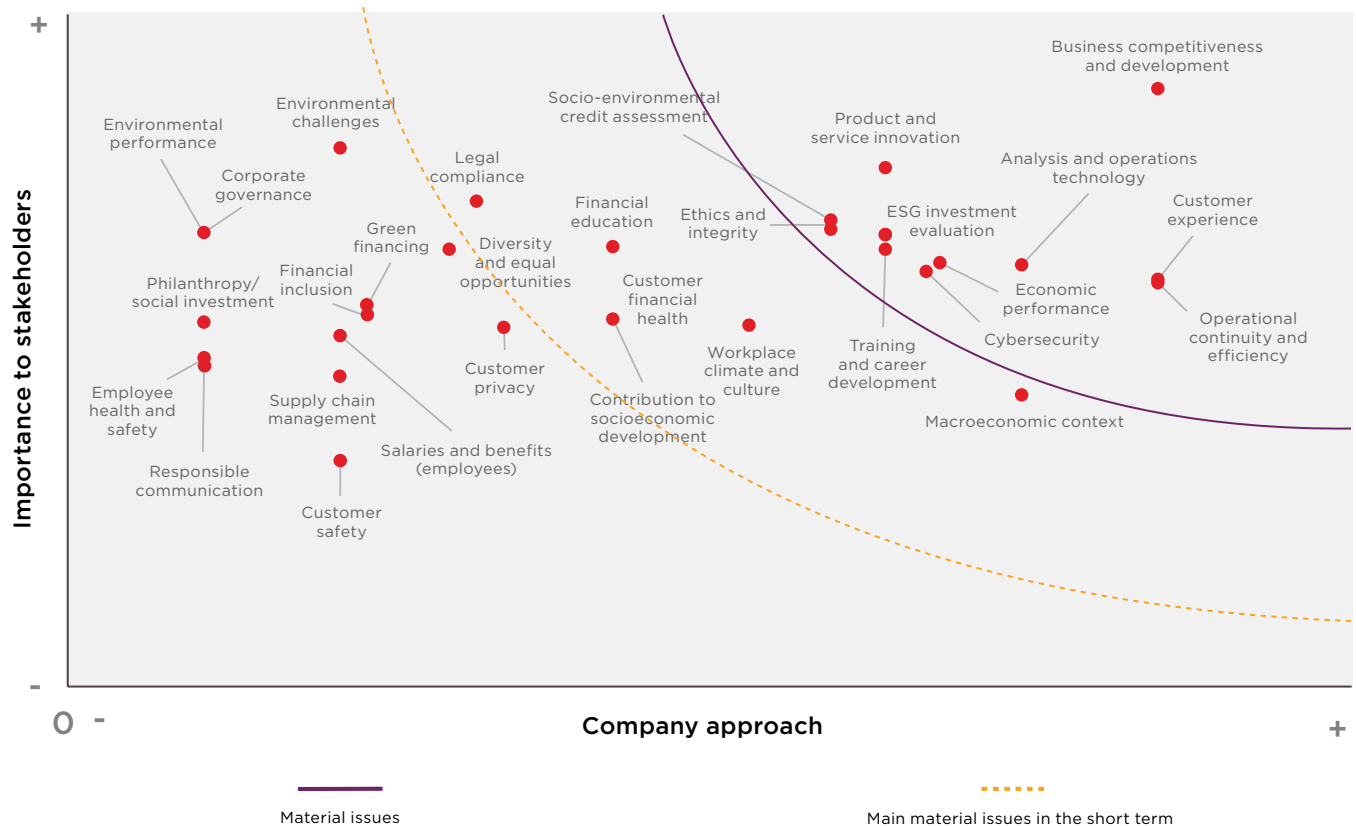 +
Importance to stakeholders
-
O -
Company approach
+
Business competitiveness
and development
Socio-environmental
credit assessment
Environmental
challenges
Product and
service innovation
Environmental
performance
Legal
compliance
Analysis and operations
technology
Corporate
governance
Customer
experience
Financial
education
Ethics and
integrity
ESG investment
evaluation
Green
financing
Diversity
and equal
opportunities
Financial
inclusion
Philanthropy/
social investment
Customer
financial
health
Economic
performance
Operational
continuity and
efficiency
Cybersecurity
Training
and career
development
Workplace
climate and
culture
Customer
privacy
Employee
health and
safety
Supply chain
management
Contribution to
socioeconomic
development
Macroeconomic context
Salaries and benefits
(employees)
Responsible
communication
Customer
safety
Material issues
Main material issues in the short term